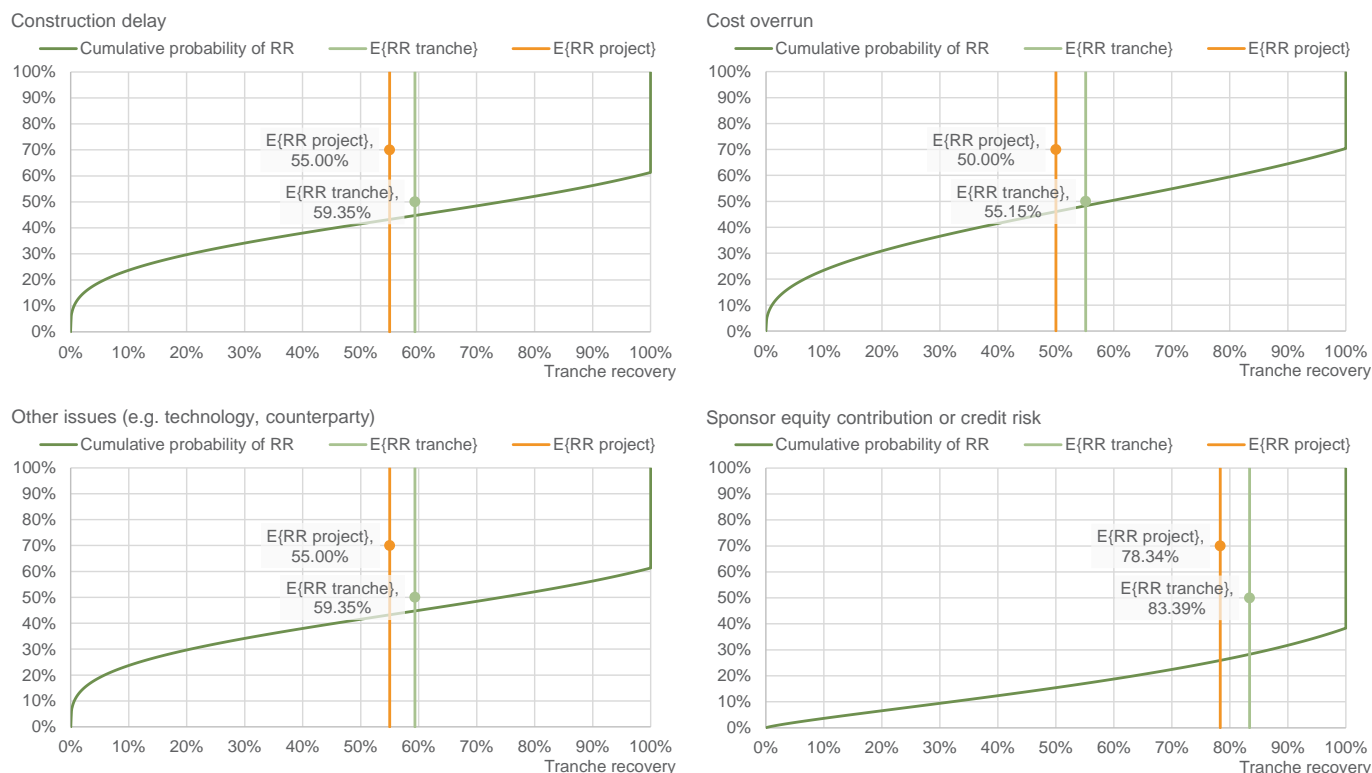 Construction delay
Cumulative probability of RR E{RR tranche} E{RR project}
100%
90%
80%
70%
60%
50%
40%
30%
20%
10%
0%
E{RR project},
55.00%
E{RR tranche},
59.35%
0% 10% 20% 30% 40% 50% 60% 70% 80% 90% 100%
Tranche recovery
Cost overrun
Cumulative probability of RR E{RR tranche} E{RR project}
100%
90%
80%
70%
60%
50%
40%
30%
20%
10%
0%
E{RR project},
50.00%
E{RR tranche},
55.15%
0% 10% 20% 30% 40% 50% 60% 70% 80% 90% 100%
Tranche recovery
Other issues (e.g. technology, counterparty)
Cumulative probability of RR E{RR tranche} E{RR project}
100%
90%
80%
70%
60%
50%
40%
30%
20%
10%
0%
E{RR project},
55.00%
E{RR tranche},
59.35%
0% 10% 20% 30% 40% 50% 60% 70% 80% 90% 100%
Tranche recovery
Sponsor equity contribution or credit risk
Cumulative probability of RR E{RR tranche} E{RR project}
100%
90%
80%
70%
60%
50%
40%
30%
20%
10%
0%
E{RR project},
78.34%
E{RR tranche},
83.39%
0% 10% 20% 30% 40% 50% 60% 70% 80% 90% 100%
Tranche recovery